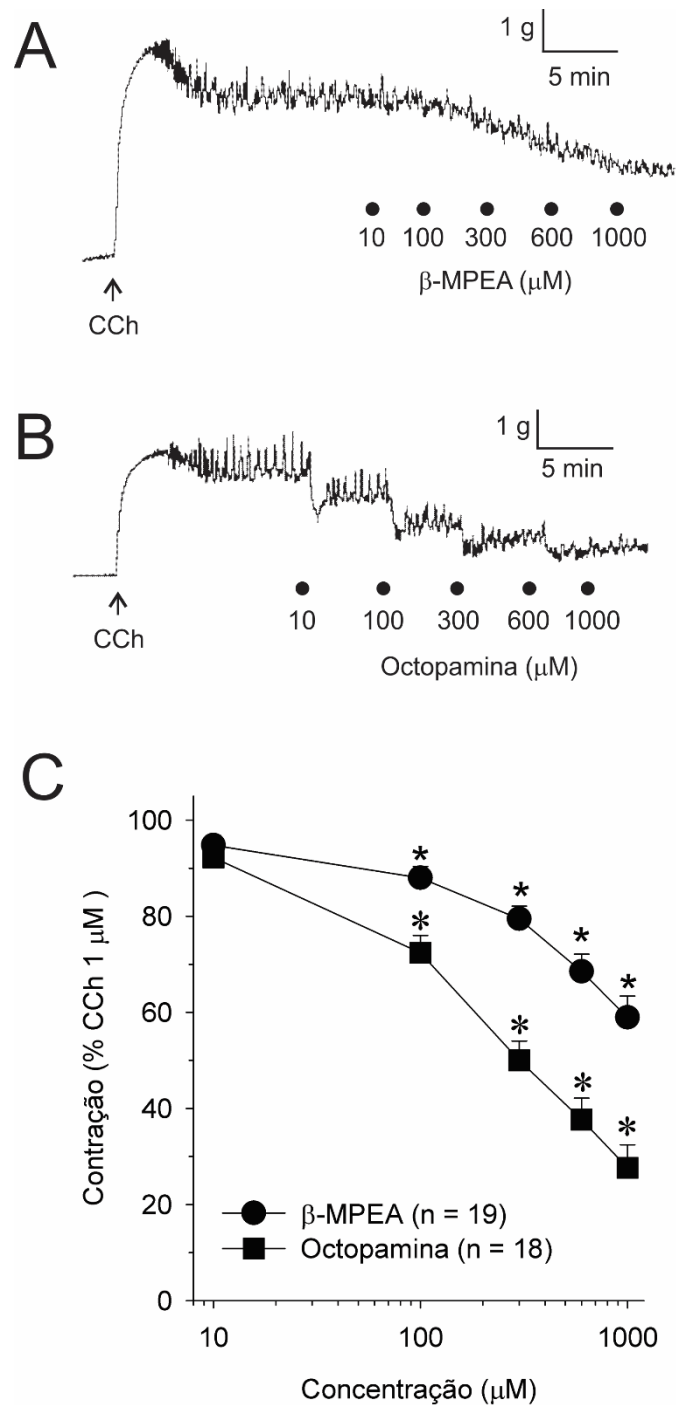 A
1 g
5 min
10 100 300 600 1000
β-MPEA (μM)
CCh
B
1 g
5 min
10 100 300 600 1000
CCh
Octopamina (μM)
C
100
80
60
40
20
0
Contração (% CCh 1 μM )
* * * *
* * * *
β-MPEA (n = 19)
Octopamina (n = 18)
10 100 1000
Concentração (μM)